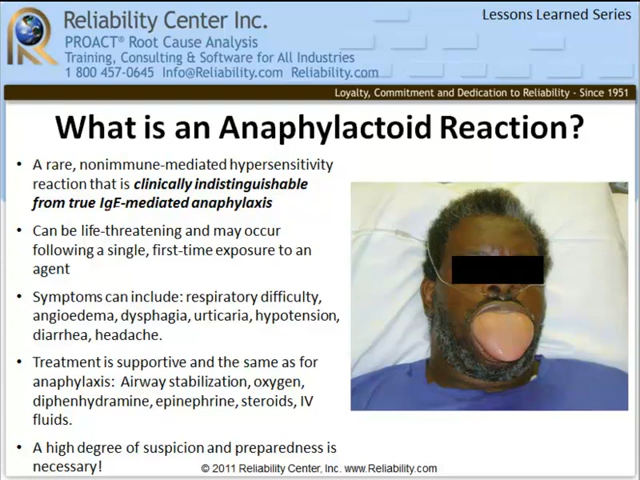 Reliability Center Inc.
Lessons Learned Series
PROACT® Root Cause Analysis
Training, Consulting & Software for All Industries
1 800 457-0645 Info@Reliability.com Reliability.com
Loyalty, Commitment and Dedication to Reliability - Since 1951
What is an Anaphylactoid Reaction?
• A rare, nonimmune-mediated hypersensitivity
reaction that is clinically indistinguishable
from true IgE-mediated anaphylaxis
• Can be life-threatening and may occur
following a single, first-time exposure to an
agent
• Symptoms can include: respiratory difficulty,
angioedema, dysphagia, urticaria, hypotension,
diarrhea, headache.
• Treatment is supportive and the same as for
anaphylaxis: Airway stabilization, oxygen,
diphenhydramine, epinephrine, steroids, IV
fluids.
• A high degree of suspicion and preparedness is
necessary!
© 2011 Reliability Center, Inc. www.Reliability.com